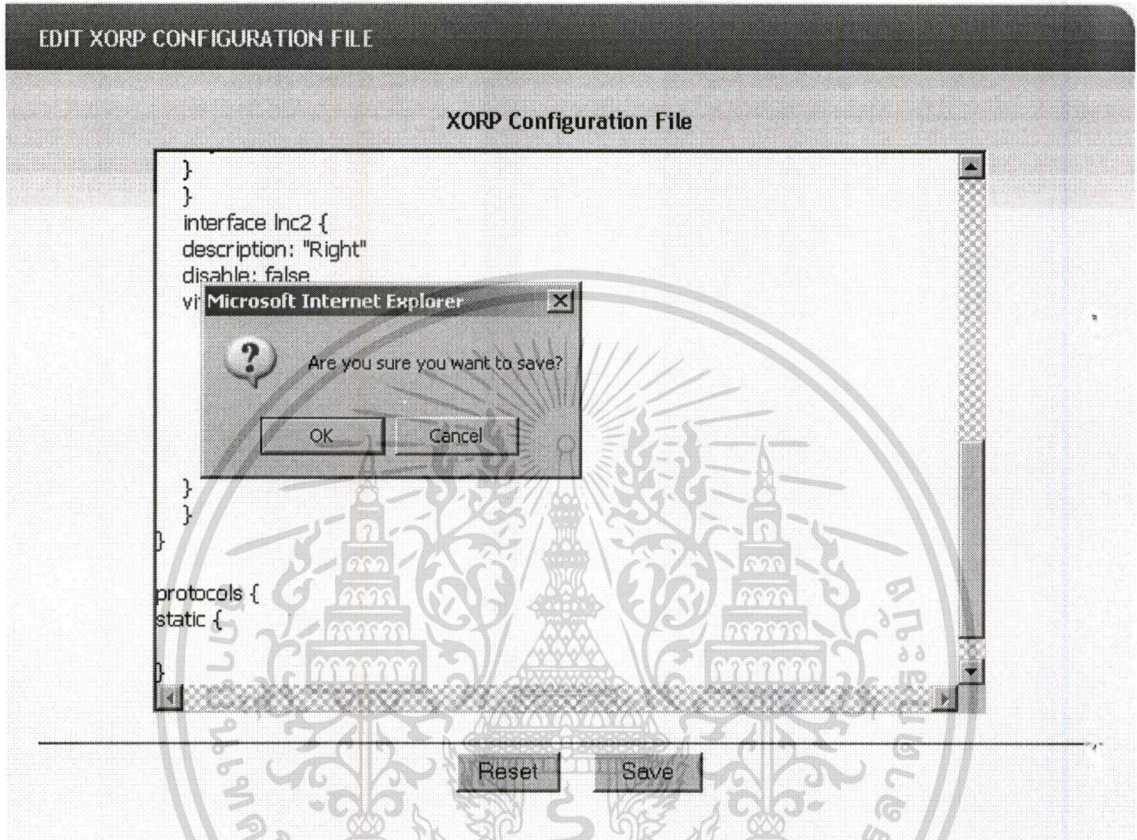 EDIT XORP CONFIGURATION FILE
XORP Configuration File
}
}
interface lnc2 {
description: "Right"
disable: false
vi
Microsoft Internet Explorer
Are you sure you want to save?
OK
Cancel
}
}
}
protocols {
static {
}
Reset
Save